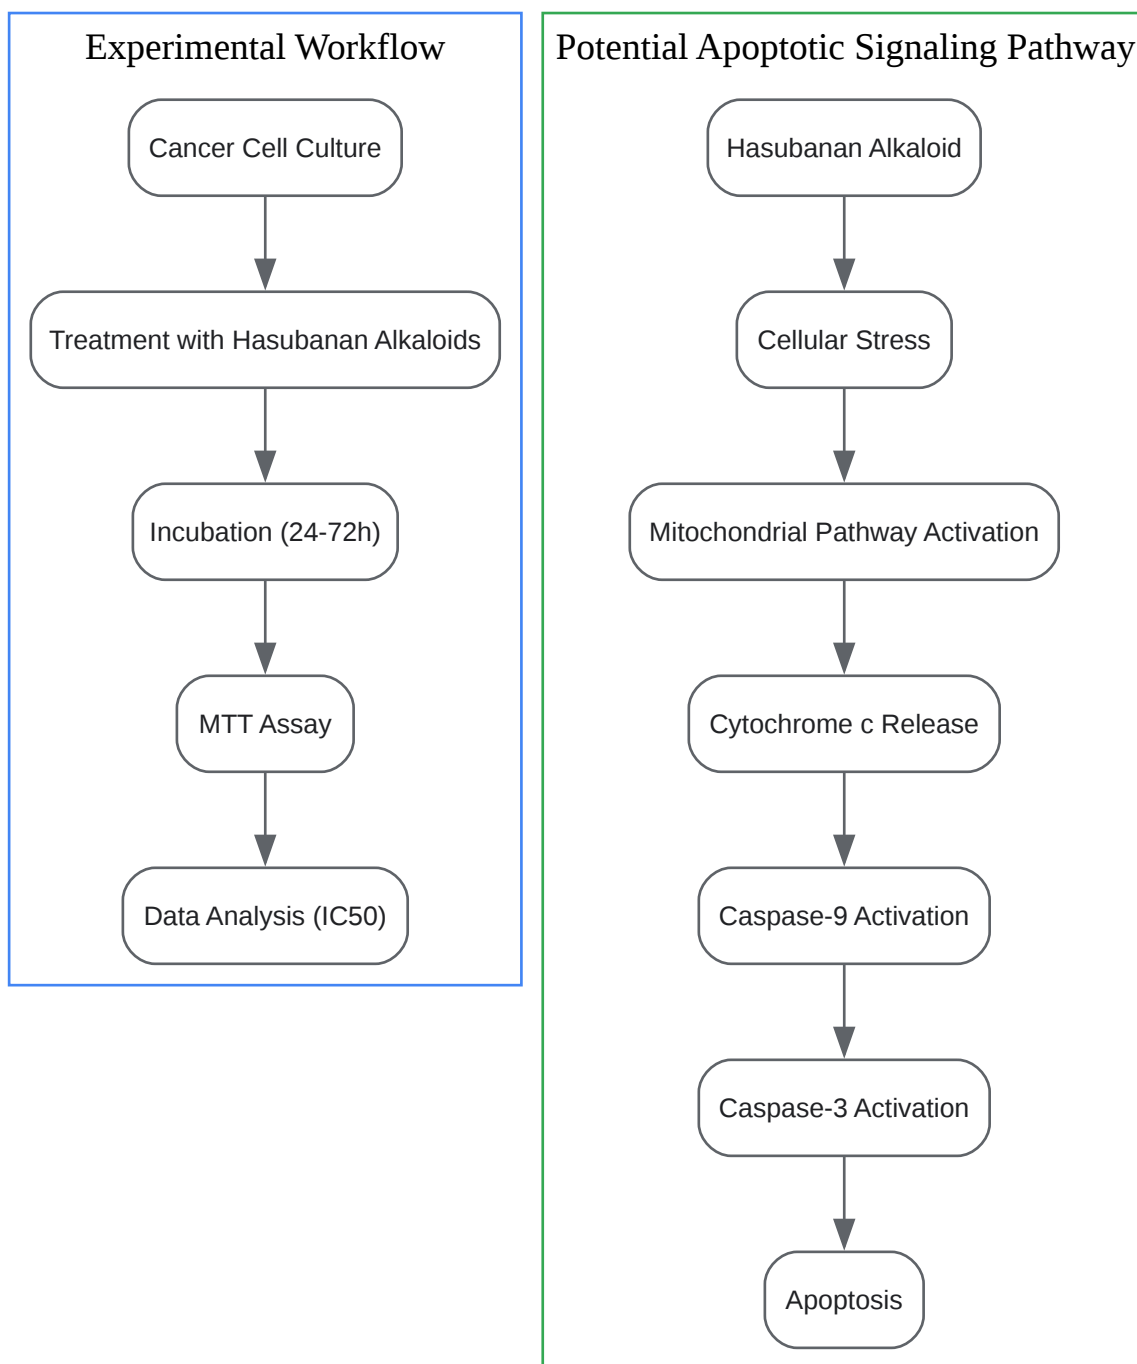 Experimental Workflow
Cancer Cell Culture
Treatment with Hasubanan Alkaloids
Incubation (24-72h)
MTT Assay
Data Analysis (IC50)
Potential Apoptotic Signaling Pathway
Hasubanan Alkaloid
Cellular Stress
Mitochondrial Pathway Activation
Cytochrome c Release
Caspase-9 Activation
Caspase-3 Activation
Apoptosis